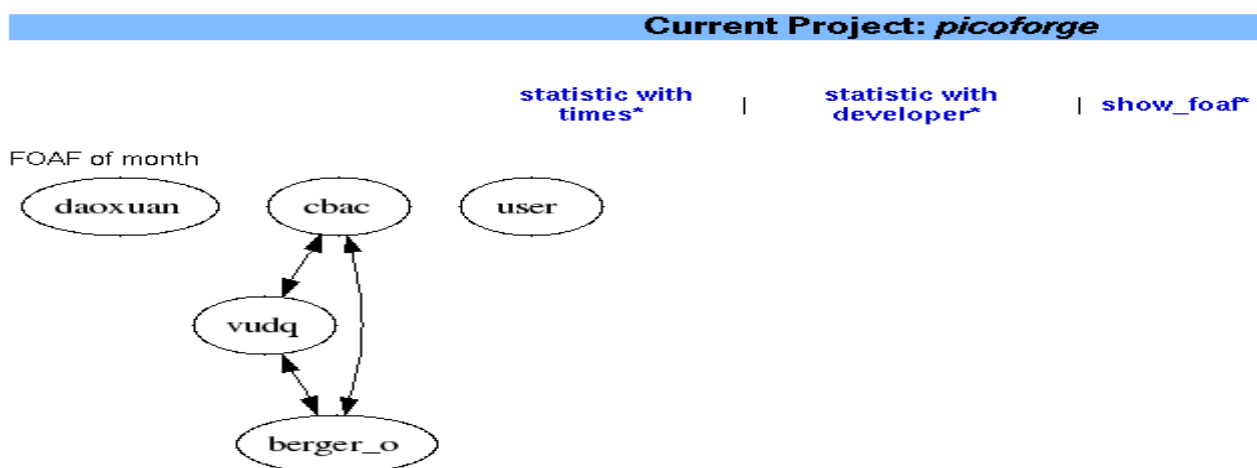 Current Project: picoforge
statistic with times* | statistic with developer* | show_foaf*
FOAF of month
daoxuan cbac user
vudq
berger_o